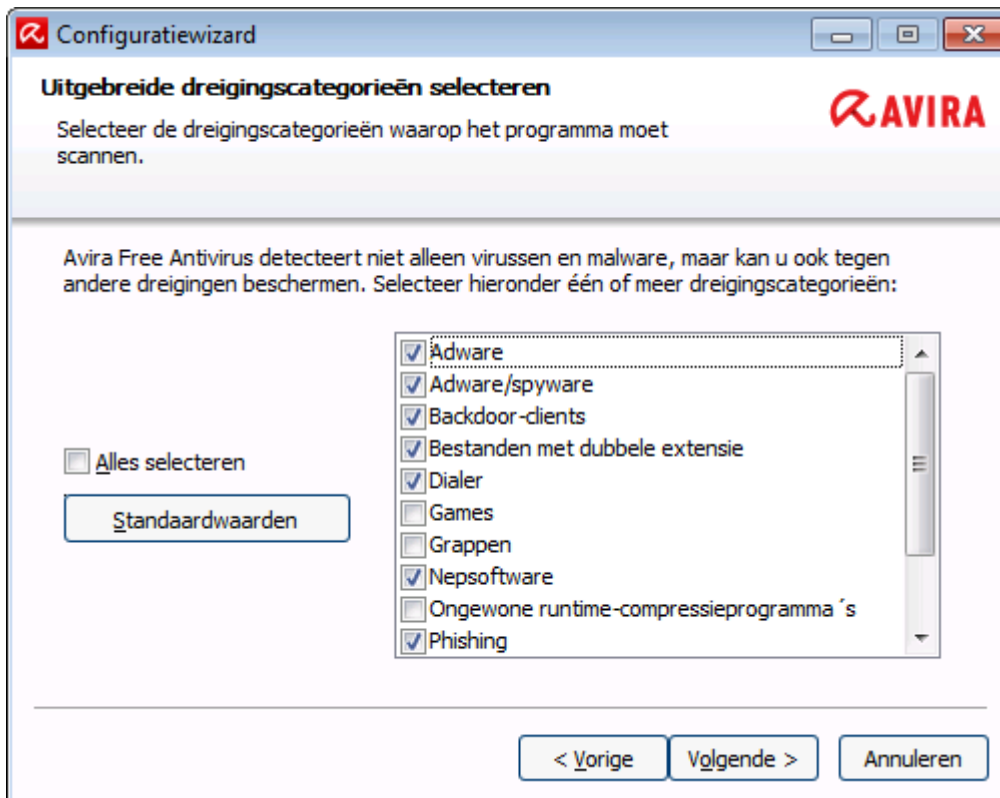 Configuratiewizard
Uitgebreide dreigingscategorieën selecteren
Selecteer de dreigingscategorieën waarop het programma moet
scannen.
AVIRA
Avira Free Antivirus detecteert niet alleen virussen en malware, maar kan u ook tegen
andere dreigingen beschermen. Selecteer hieronder één of meer dreigingscategorieën:
Alles selecteren
Standaardwaarden
Adware
Adware/spyware
Backdoor-clients
Bestanden met dubbele extensie
Dialer
Games
Grappen
Nepsoftware
Ongewone runtime-compressieprogramma ´s
Phishing
< Vorige
Volgende >
Annuleren